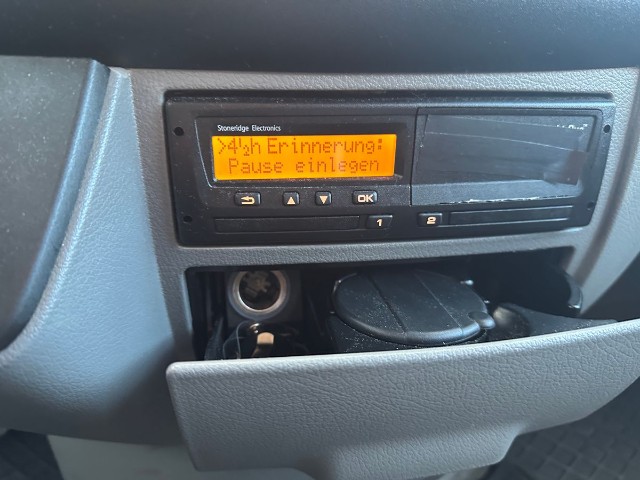 Stoneridge Electronics
>4½h Erinnerung:
Pause einlegen
OK
1
2